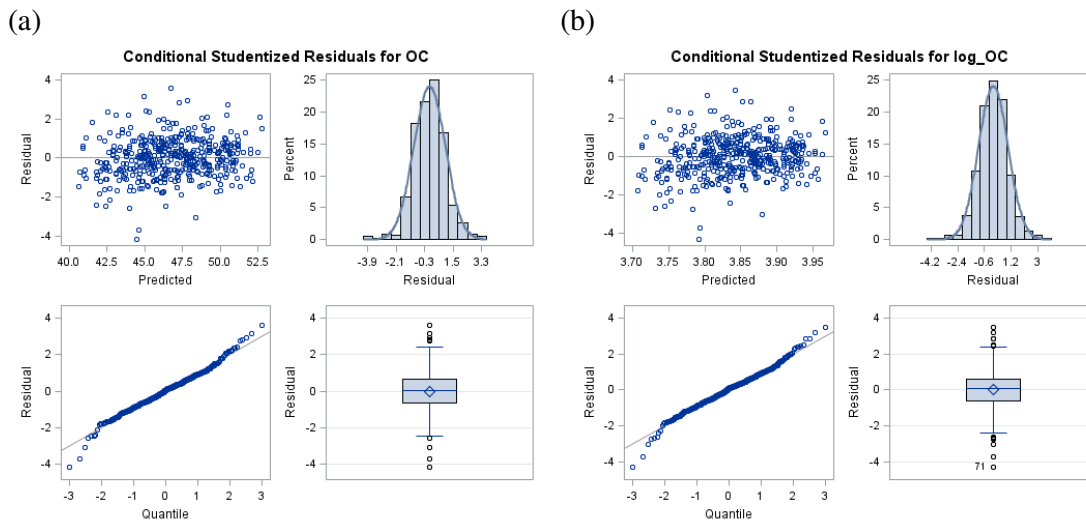 (a)
(b)
Conditional Studentized Residuals for OC
Residual
4
2
0
-2
-4
40.0 42.5 45.0 47.5 50.0 52.5
Predicted
Percent
25
20
15
10
5
0
-3.9 -2.1 -0.3 1.5 3.3
Residual
Residual
4
2
0
-2
-4
-3 -2 -1 0 1 2 3
Quantile
Residual
4
2
0
-2
-4
Conditional Studentized Residuals for log_OC
Residual
4
2
0
-2
-4
3.70 3.75 3.80 3.85 3.90 3.95
Predicted
Percent
25
20
15
10
5
0
-4.2 -2.4 -0.6 1.2 3
Residual
Residual
4
2
0
-2
-4
-3 -2 -1 0 1 2 3
Quantile
Residual
4
2
0
-2
-4
71